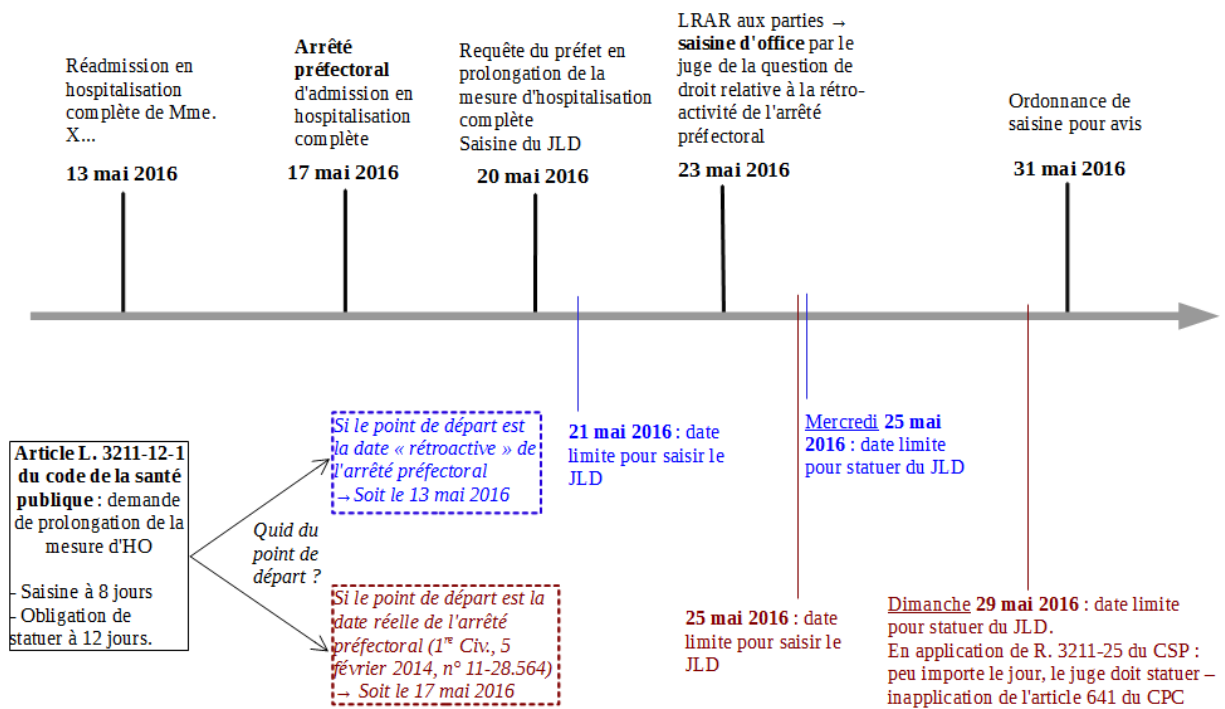 Réadmission en
hospitalisation
complète de Mme.
X...
13 mai 2016
Arrêté
préfectoral
d'admission en
hospitalisation
complète
17 mai 2016
Requête du préfet en
prolongation de la
mesure d'hospitalisation
complète
Saisine du JLD
20 mai 2016
LRAR aux parties →
saisine d'office par le
juge de la question de
droit relative à la rétro-
activité de l'arrêté
préfectoral
23 mai 2016
Ordonnance de
saisine pour avis
31 mai 2016
Article L. 3211-12-1
du code de la santé
publique : demande
de prolongation de la
mesure d'HO
- Saisine à 8 jours
- Obligation de
statuer à 12 jours.
Quid du
point de
départ ?
Si le point de départ est
la date « rétroactive » de
l'arrêté préfectoral
→Soit le 13 mai 2016
21 mai 2016 : date
limite pour saisir le
JLD
Mercredi 25 mai
2016 : date limite
pour statuer du JLD
Si le point de départ est la
date réelle de l'arrêté
préfectoral (1re Civ., 5
février 2014, n° 11-28.564)
→ Soit le 17 mai 2016
25 mai 2016 : date
limite pour saisir le
JLD
Dimanche 29 mai 2016 : date limite
pour statuer du JLD.
En application de R. 3211-25 du CSP :
peu importe le jour, le juge doit statuer –
inapplication de l'article 641 du CPC